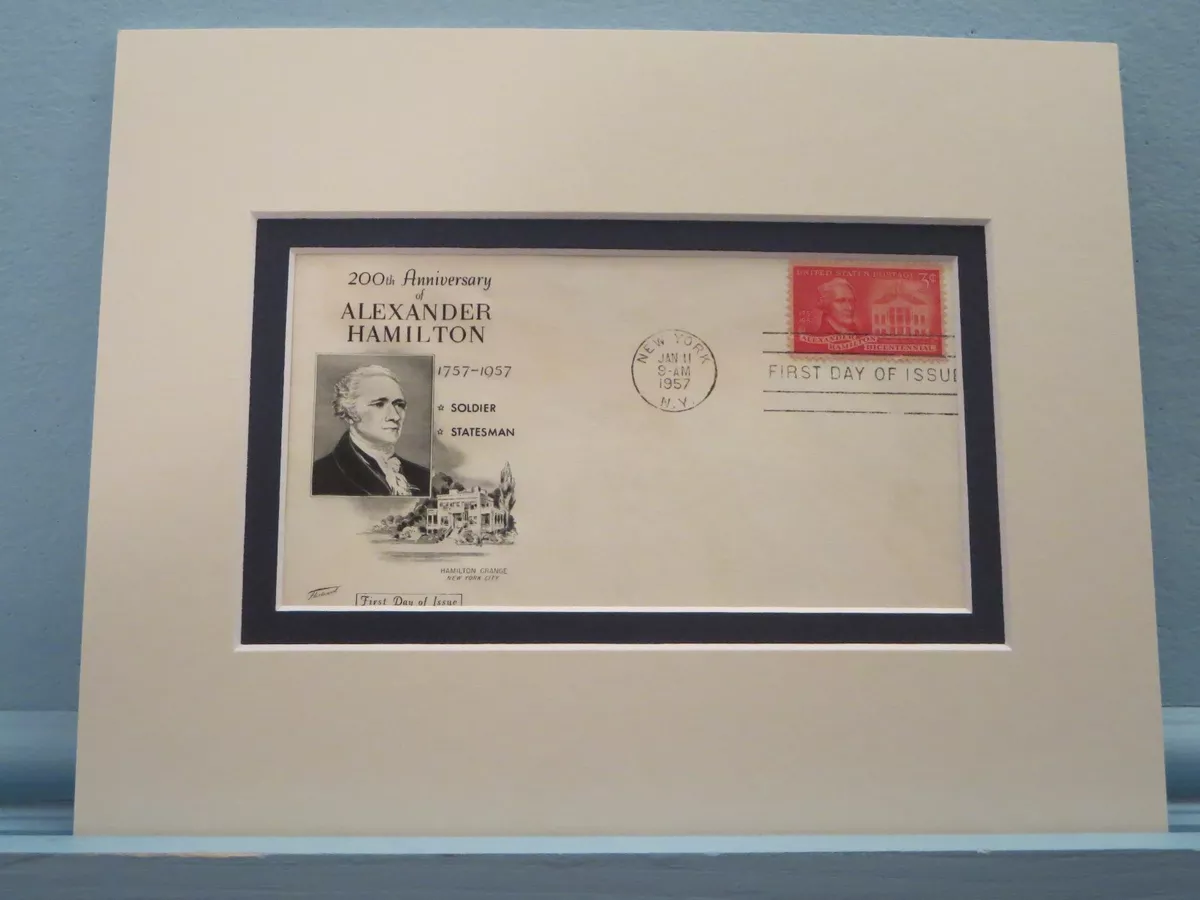 200th Anniversary
of
ALEXANDER
HAMILTON
1757-1957
☆ SOLDIER
☆ STATESMAN
HAMILTON GRANGE
NEW YORK CITY
First Day of Issue
NEW YORK
JAN 11
9-AM
1957
N.Y.
UNITED STATES POSTAGE 3¢
ALEXANDER
HAMILTON
BICENTENNIAL
FIRST DAY OF ISSUE